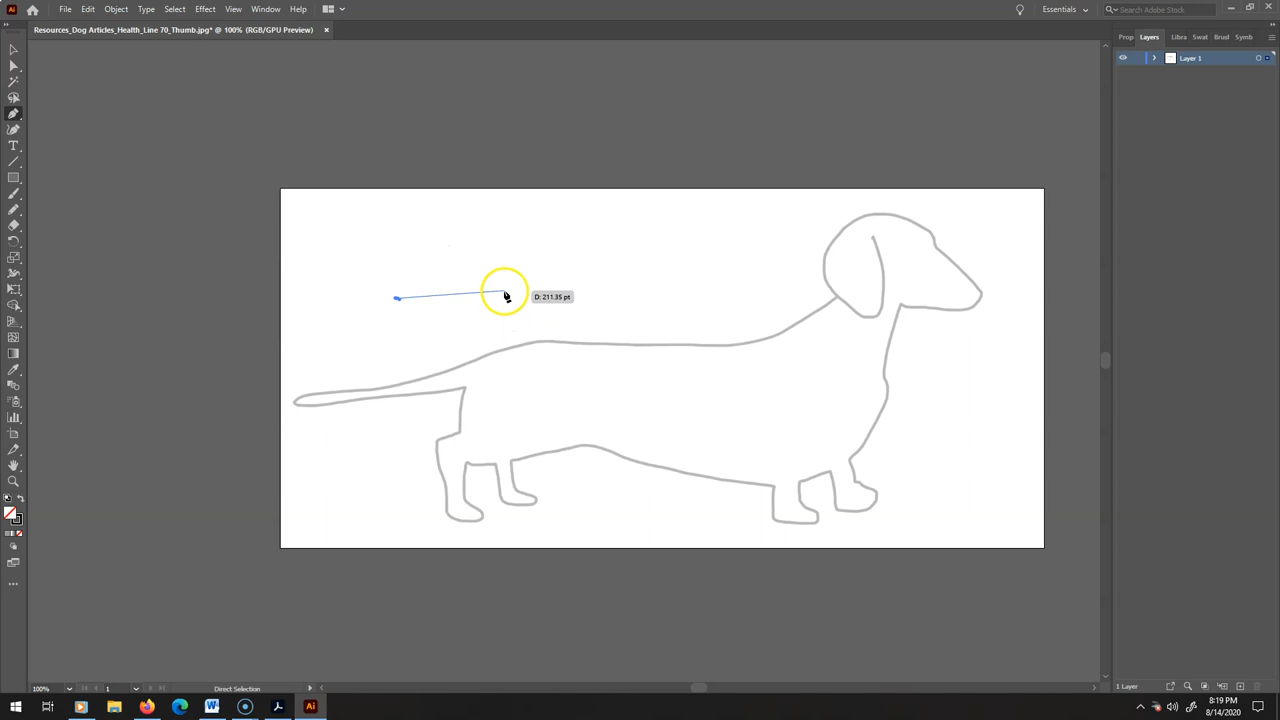 Ai File Edit Object Type Select Effect View Window Help Essentials Search Adobe Stock
Resources_Dog Articles_Health_Line 70_Thumb.jpg* @ 100% (RGB/GPU Preview) ×
Prop Layers Libra Swat Brusl Symb
Layer 1
D: 211.35 pt
1 Layer
100% 1 Direct Selection
8:19 PM
8/14/2020